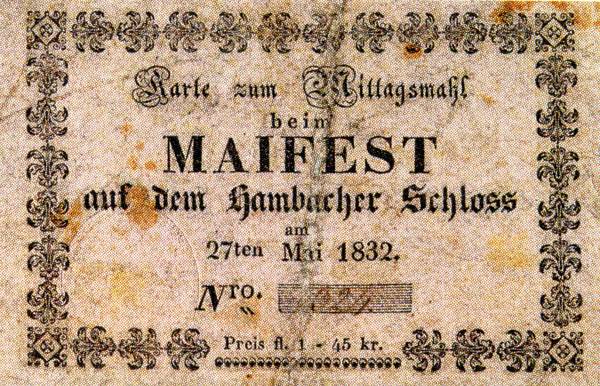 Karte zum Mittagsmahl
beim
MAIFEST
auf dem Hambacher Schloss
am
27ten Mai 1832.
Nro.
Preis fl. 1 - 45 kr.